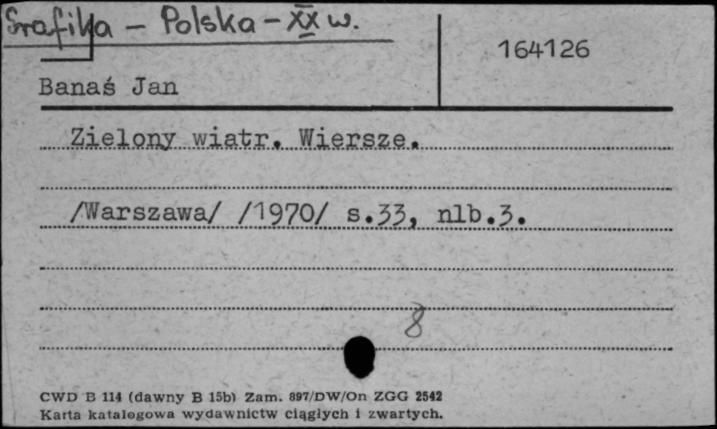 Grafika – Polska – XX w.
164126
Banaś Jan
Zielony wiatr. Wiersze.
/Warszawa/ /1970/ s.33, nlb.3.
8
CWD B 114 (dawny B 15b) Zam. 897/DW/On ZGG 2542
Karta katalogowa wydawnictw ciągłych i zwartych.